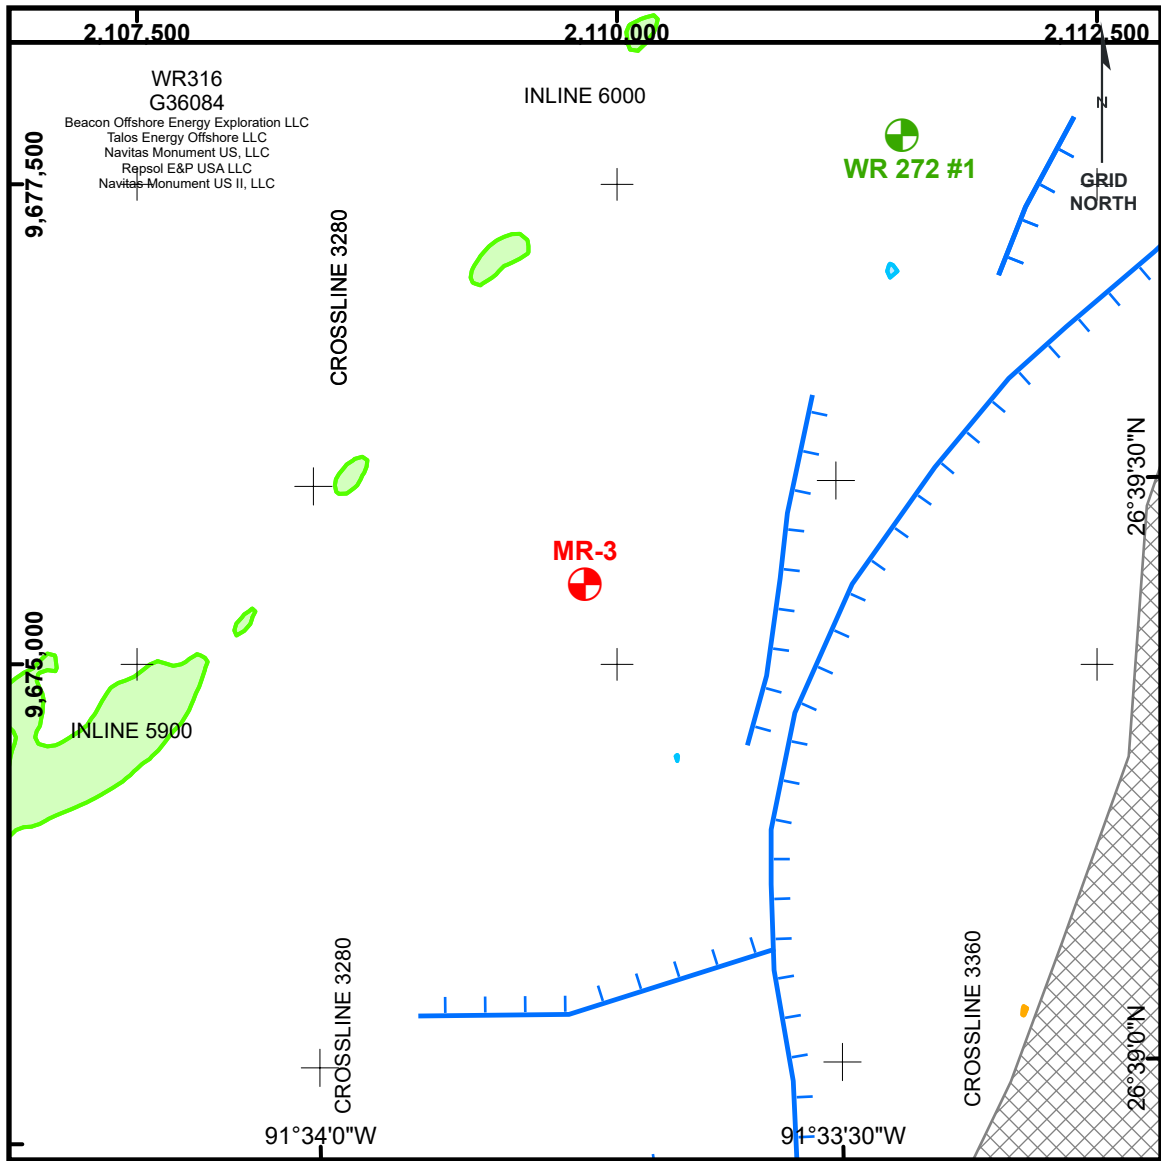 2,107,500
2,110,000
2,112,500
WR316
G36084
Beacon Offshore Energy Exploration LLC
Talos Energy Offshore LLC
Navitas Monument US, LLC
Repsol E&P USA LLC
Navitas Monument US II, LLC
INLINE 6000
N
WR 272 #1
GRID
NORTH
9,677,500
CROSSLINE 3280
26°39'30"N
MR-3
9,675,000
INLINE 5900
CROSSLINE 3280
CROSSLINE 3360
26°39'0"N
91°34'0"W
91°33'30"W